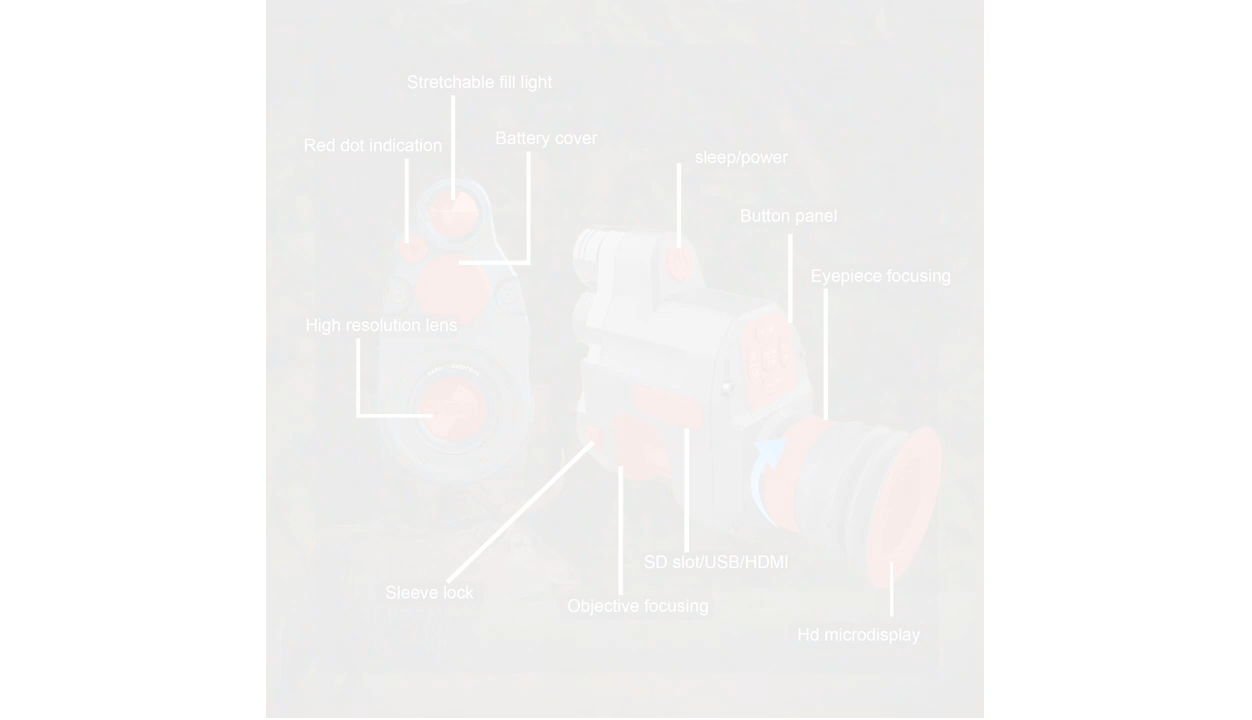 Stretchable fill light
Battery cover
Red dot indication
sleep/power
Button panel
Eyepiece focusing
High resolution lens
SD slot/USB/HDMI
Sleeve lock
Objective focusing
Hd microdisplay